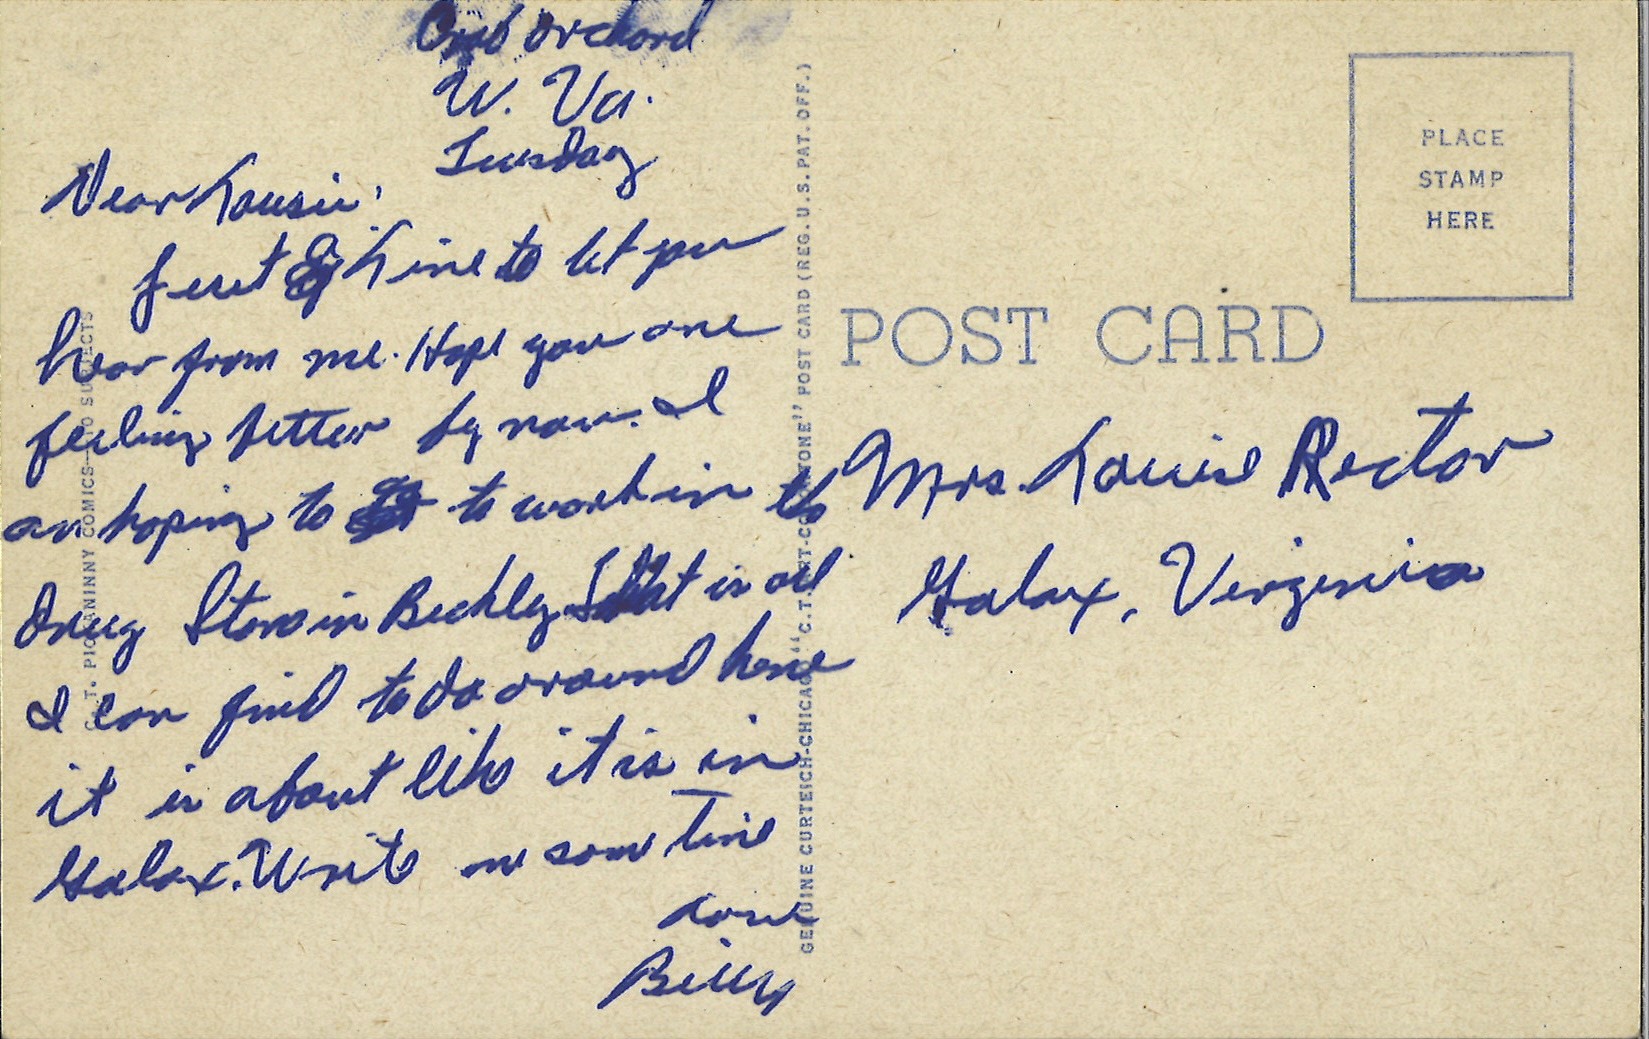 Crab Orchard
W. Va.
Tuesday
Dear Lousie:
Just a Line to let you
hear from me. Hope you are
feeling better by now. I
am hoping to to work in the
Drug Store in Beckley that is all
I can find to do around here
it is about like it is in
Galax. Write me some time
Love
Billy
C. T. PICKANINNY COMICS—10 SUBJECTS
GENUINE CURTEICH-CHICAGO "C.T. ART-COLORTONE" POST CARD (REG. U.S. PAT. OFF.)
PLACE
STAMP
HERE
POST CARD
Mrs. Louise Rector
Galax, Virginia